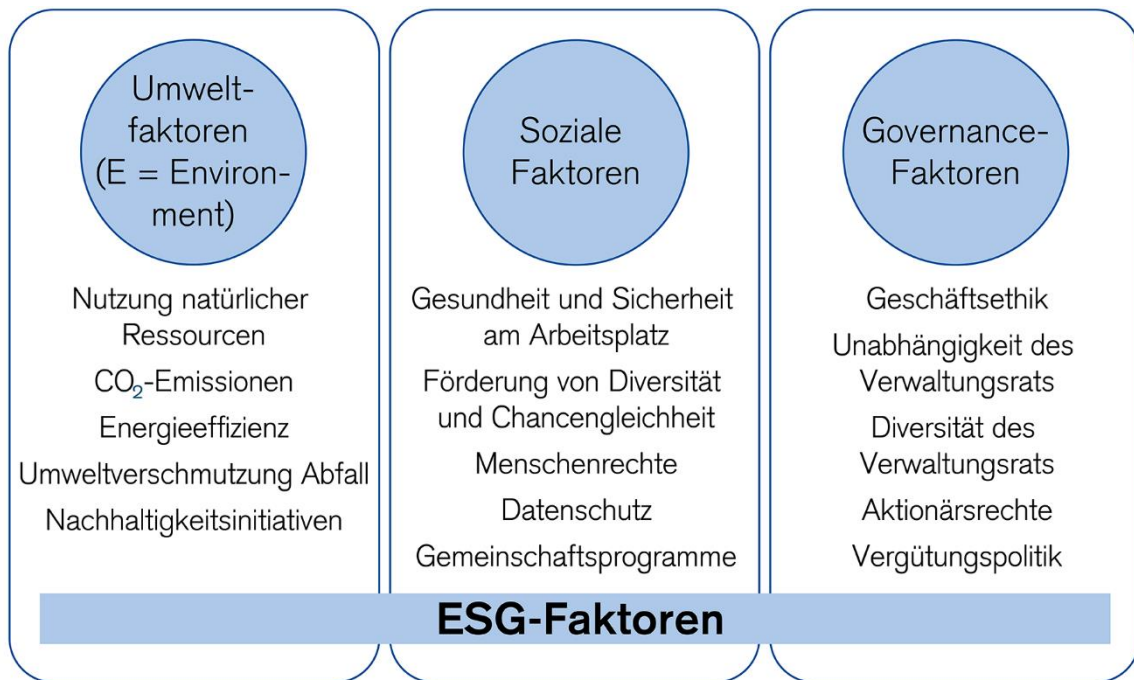 Umwelt-
faktoren
(E = Environ-
ment)
Nutzung natürlicher
Ressourcen
CO₂-Emissionen
Energieeffizienz
Umweltverschmutzung Abfall
Nachhaltigkeitsinitiativen
Soziale
Faktoren
Gesundheit und Sicherheit
am Arbeitsplatz
Förderung von Diversität
und Chancengleichheit
Menschenrechte
Datenschutz
Gemeinschaftsprogramme
Governance-
Faktoren
Geschäftsethik
Unabhängigkeit des
Verwaltungsrats
Diversität des
Verwaltungsrats
Aktionärsrechte
Vergütungspolitik
ESG-Faktoren